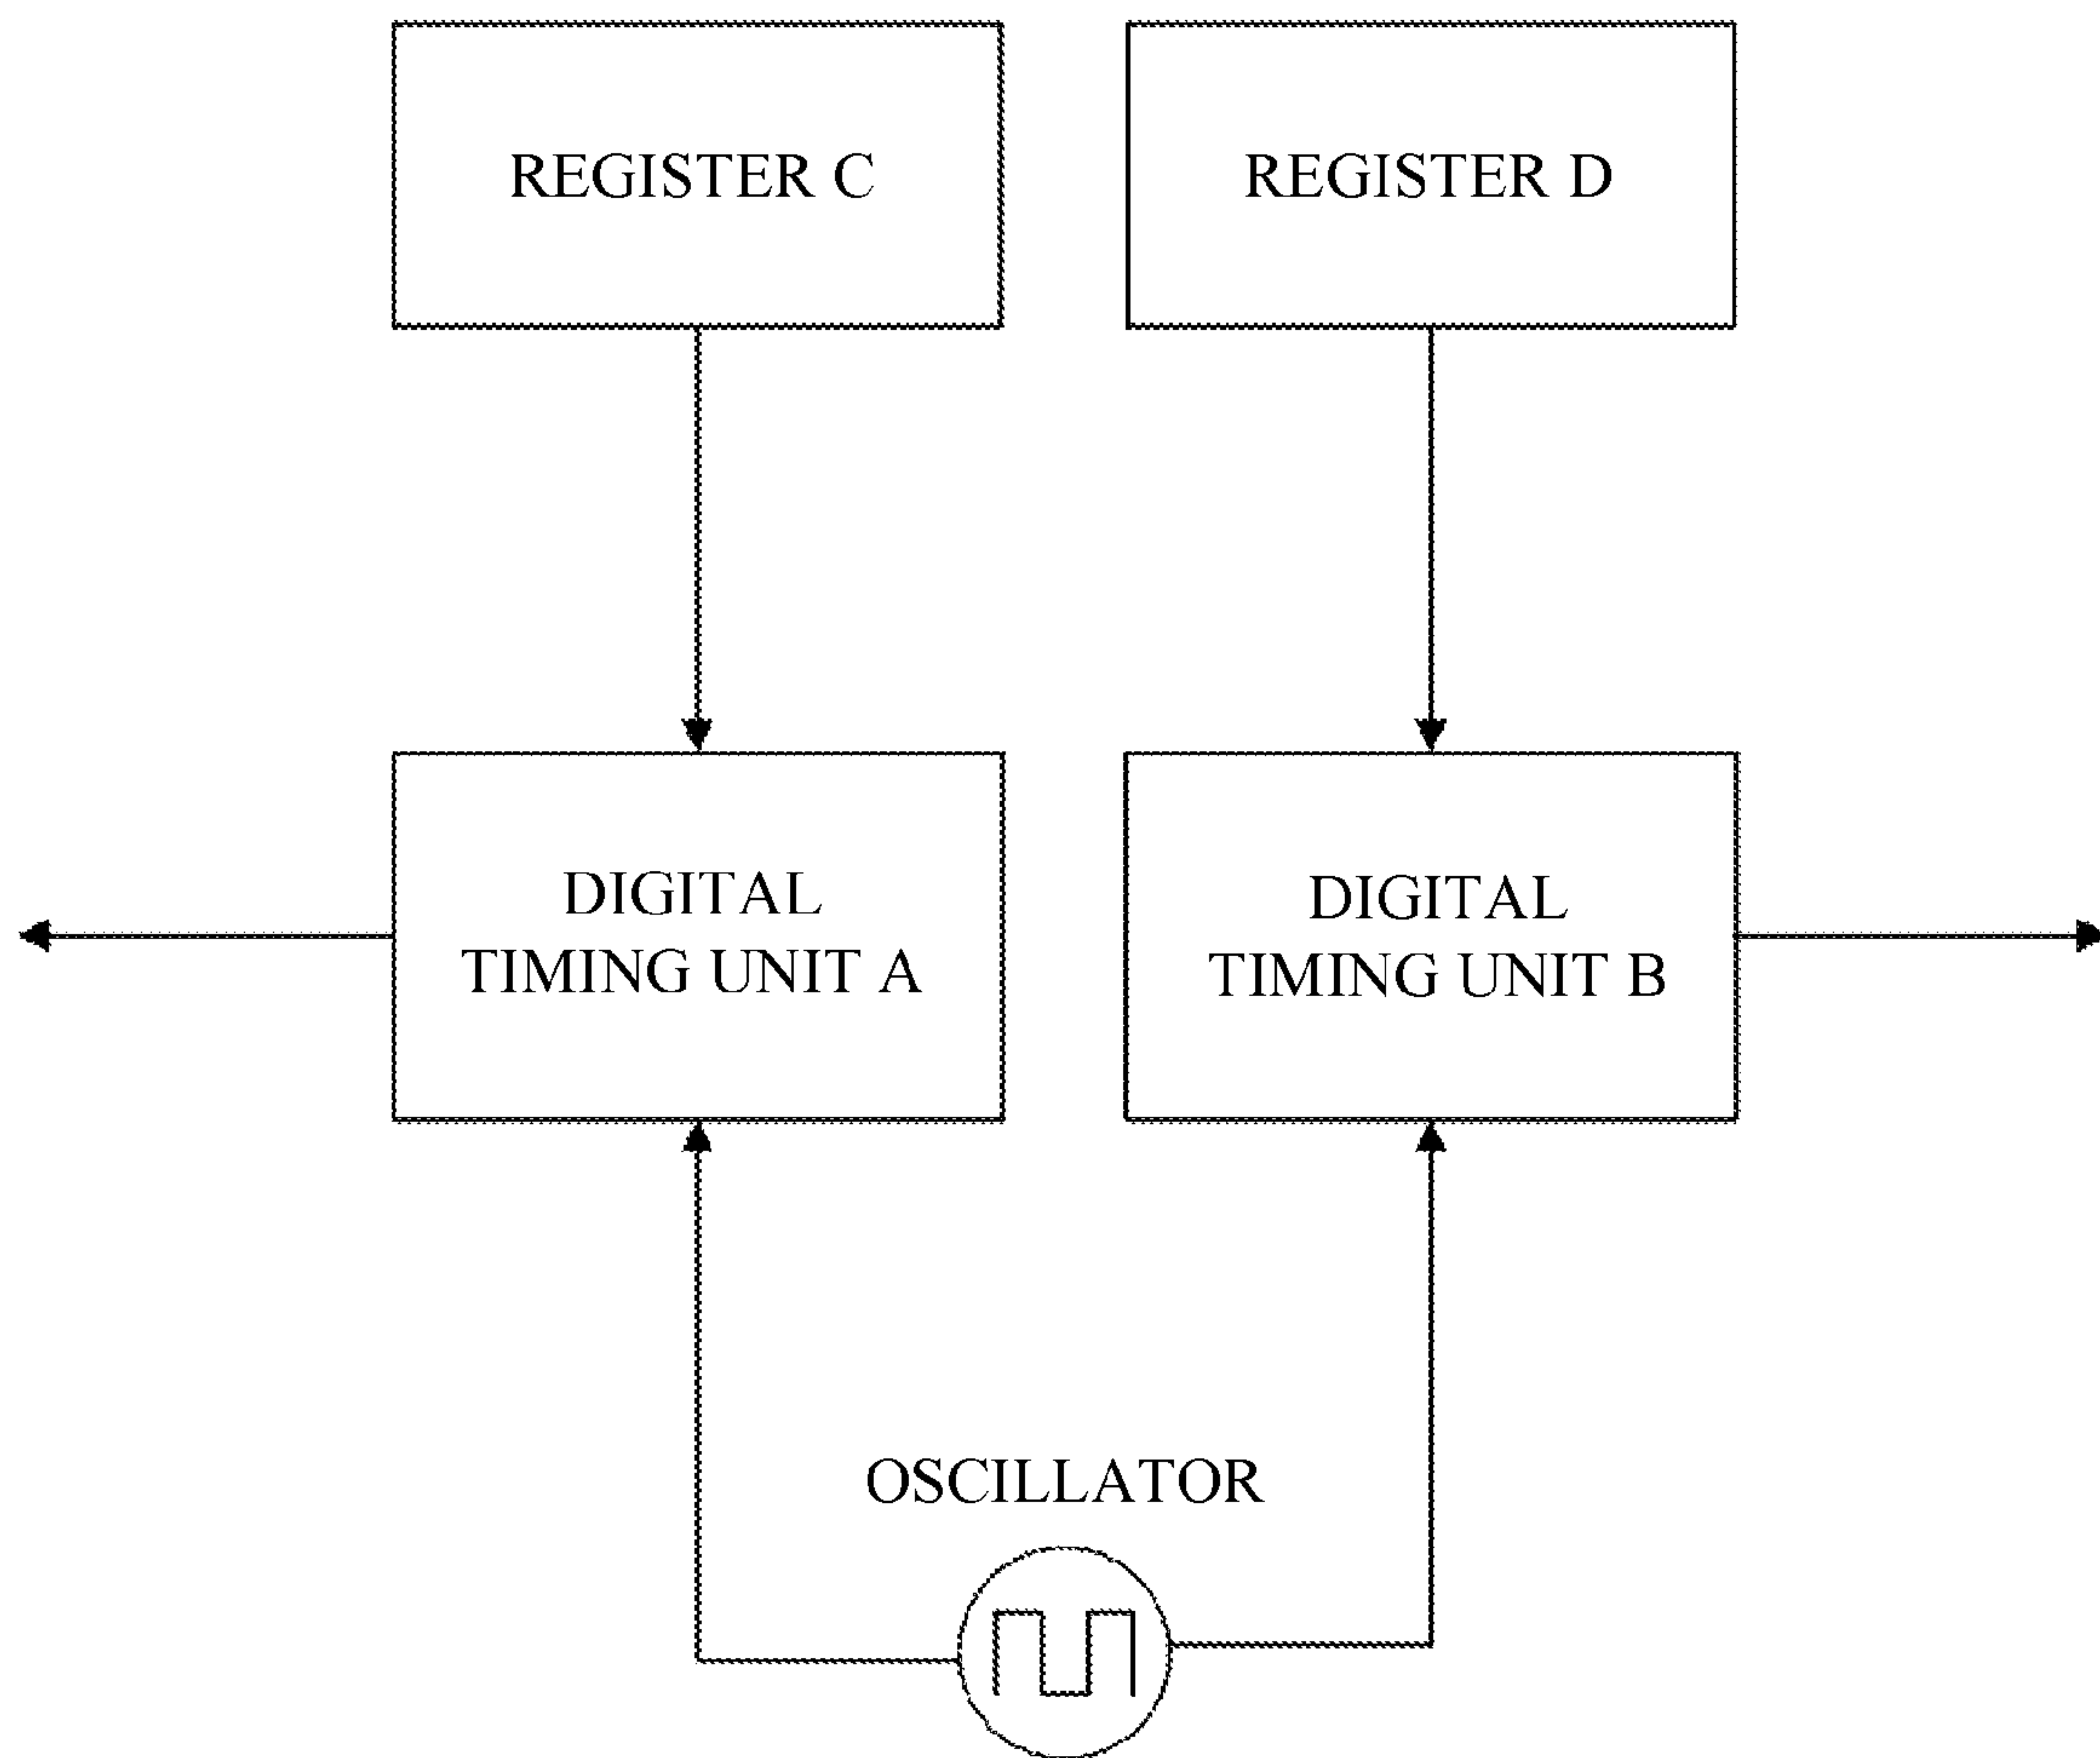 REGISTER C
REGISTER D
DIGITAL
TIMING UNIT A
DIGITAL
TIMING UNIT B
OSCILLATOR